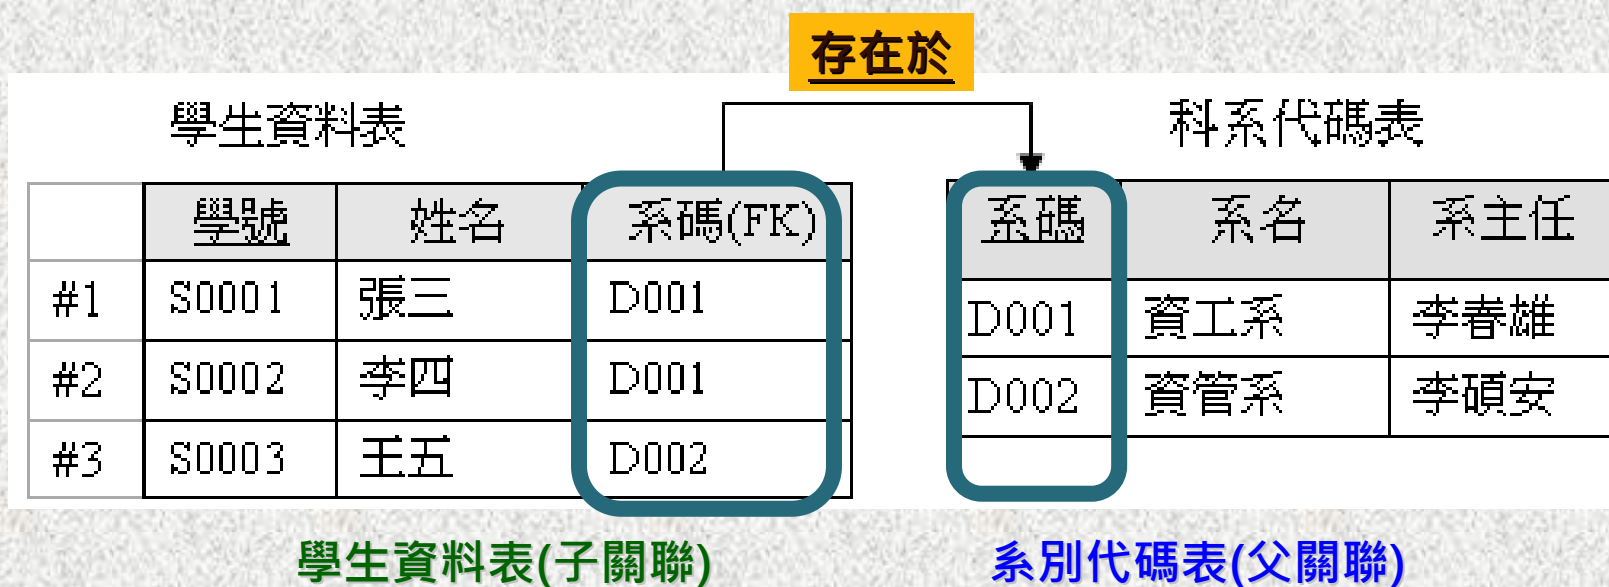 存在於
學生資料表 科系代碼表
學號 姓名 系碼(FK) 系碼 系名 系主任
#1 S0001 張三 D001 D001 資工系 李春雄
#2 S0002 李四 D001 D002 資管系 李碩安
#3 S0003 王五 D002
學生資料表(子關聯) 系別代碼表(父關聯)